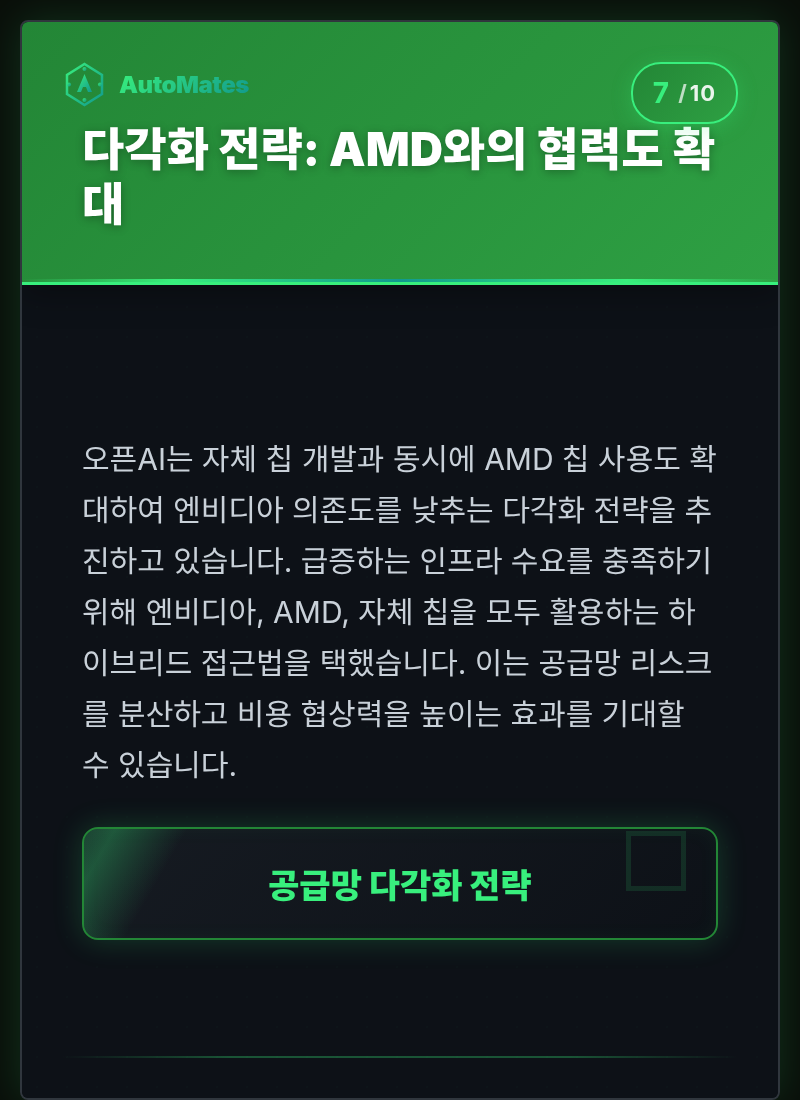 AutoMates
7 /10
다각화 전략: AMD와의 협력도 확
대
오픈AI는 자체 칩 개발과 동시에 AMD 칩 사용도 확
대하여 엔비디아 의존도를 낮추는 다각화 전략을 추
진하고 있습니다. 급증하는 인프라 수요를 충족하기
위해 엔비디아, AMD, 자체 칩을 모두 활용하는 하
이브리드 접근법을 택했습니다. 이는 공급망 리스크
를 분산하고 비용 협상력을 높이는 효과를 기대할
수 있습니다.
공급망 다각화 전략